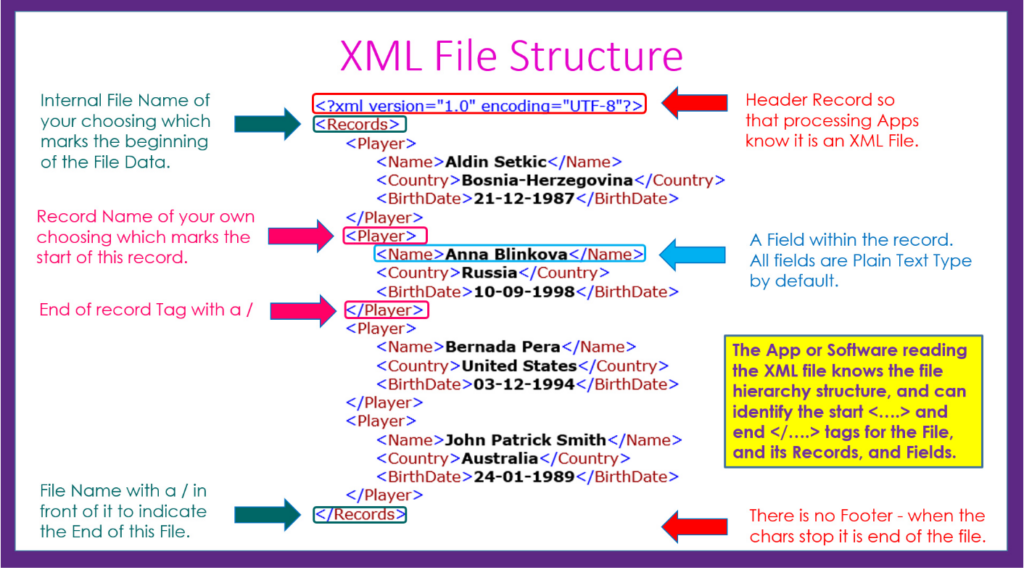 XML File Structure
Internal File Name of
your choosing which
marks the beginning
of the File Data.
Record Name of your own
choosing which marks the
start of this record.
End of record Tag with a /
File Name with a / in
front of it to indicate
the End of this File.
<?xml version="1.0" encoding="UTF-8"?>
<Records>
<Player>
<Name>Aldin Setkic</Name>
<Country>Bosnia-Herzegovina</Country>
<BirthDate>21-12-1987</BirthDate>
</Player>
<Player>
<Name>Anna Blinkova</Name>
<Country>Russia</Country>
<BirthDate>10-09-1998</BirthDate>
</Player>
<Player>
<Name>Bernada Pera</Name>
<Country>United States</Country>
<BirthDate>03-12-1994</BirthDate>
</Player>
<Player>
<Name>John Patrick Smith</Name>
<Country>Australia</Country>
<BirthDate>24-01-1989</BirthDate>
</Player>
</Records>
Header Record so
that processing Apps
know it is an XML File.
A Field within the record.
All fields are Plain Text Type
by default.
The App or Software reading
the XML file knows the file
hierarchy structure, and can
identify the start <....> and
end </....> tags for the File,
and its Records, and Fields.
There is no Footer - when the
chars stop it is end of the file.